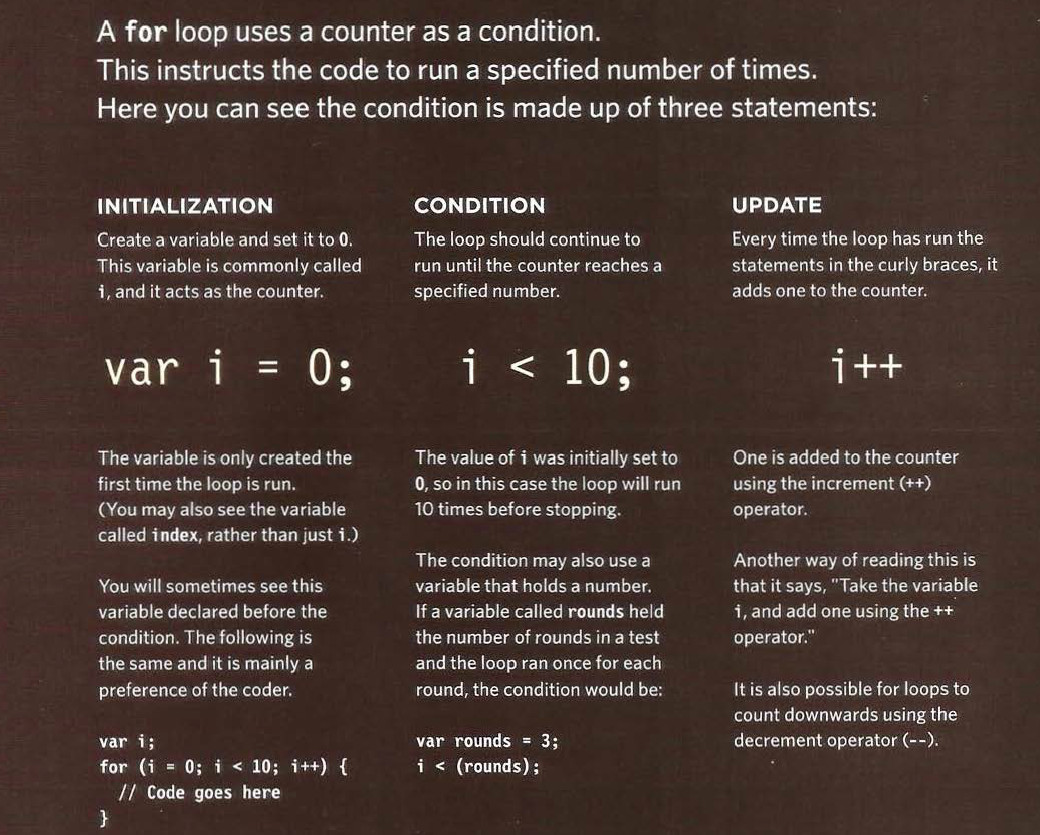 A for loop uses a counter as a condition.
This instructs the code to run a specified number of times.
Here you can see the condition is made up of three statements:
INITIALIZATION
Create a variable and set it to 0.
This variable is commonly called
i, and it acts as the counter.
var i = 0;
The variable is only created the
first time the loop is run.
(You may also see the variable
called index, rather than just i.)
You will sometimes see this
variable declared before the
condition. The following is
the same and it is mainly a
preference of the coder.
var i;
for (i = 0; i < 10; i++) {
// Code goes here
}
CONDITION
The loop should continue to
run until the counter reaches a
specified number.
i < 10;
The value of i was initially set to
0, so in this case the loop will run
10 times before stopping.
The condition may also use a
variable that holds a number.
If a variable called rounds held
the number of rounds in a test
and the loop ran once for each
round, the condition would be:
var rounds = 3;
i < (rounds);
UPDATE
Every time the loop has run the
statements in the curly braces, it
adds one to the counter.
i++
One is added to the counter
using the increment (++)
operator.
Another way of reading this is
that it says, "Take the variable
i, and add one using the ++
operator."
It is also possible for loops to
count downwards using the
decrement operator (--).